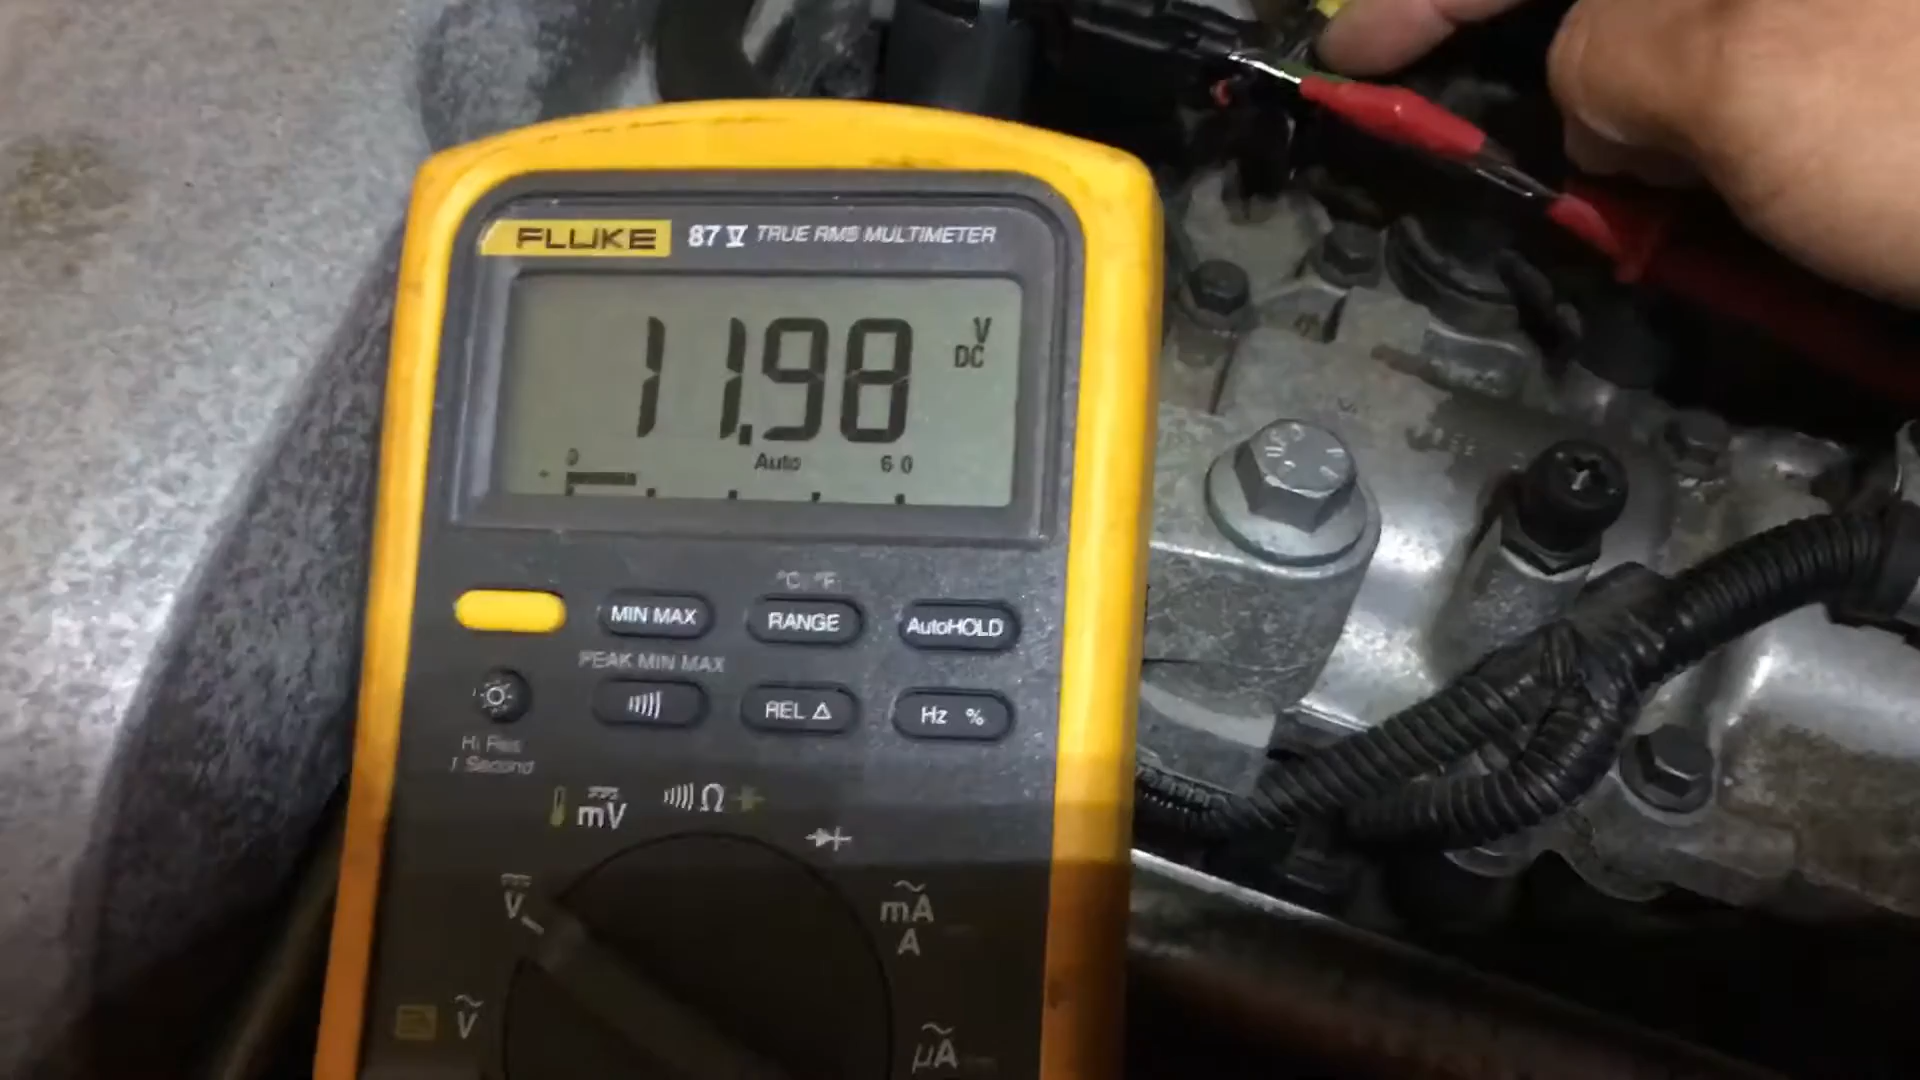 FLUKE 87 V TRUE RMS MULTIMETER
11.98 V DC
0 Auto 60
°C °F
MIN MAX RANGE AutoHOLD
PEAK MIN MAX
REL Δ Hz %
Hi Res
1 Second
mV Ω
V
mA
A
V
µA